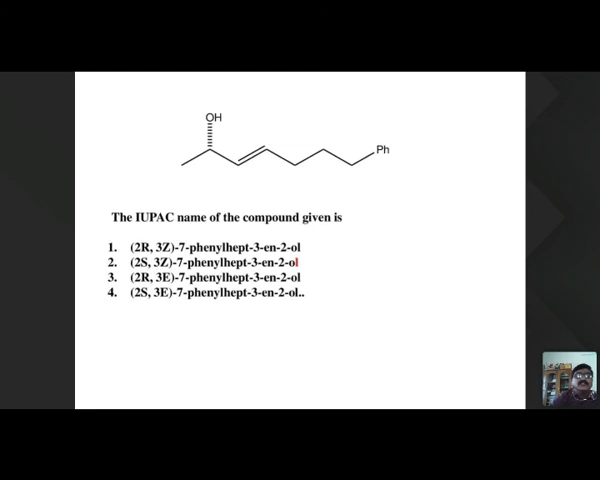 OH
Ph
The IUPAC name of the compound given is
1. (2R, 3Z)-7-phenylhept-3-en-2-ol
2. (2S, 3Z)-7-phenylhept-3-en-2-ol
3. (2R, 3E)-7-phenylhept-3-en-2-ol
4. (2S, 3E)-7-phenylhept-3-en-2-ol..